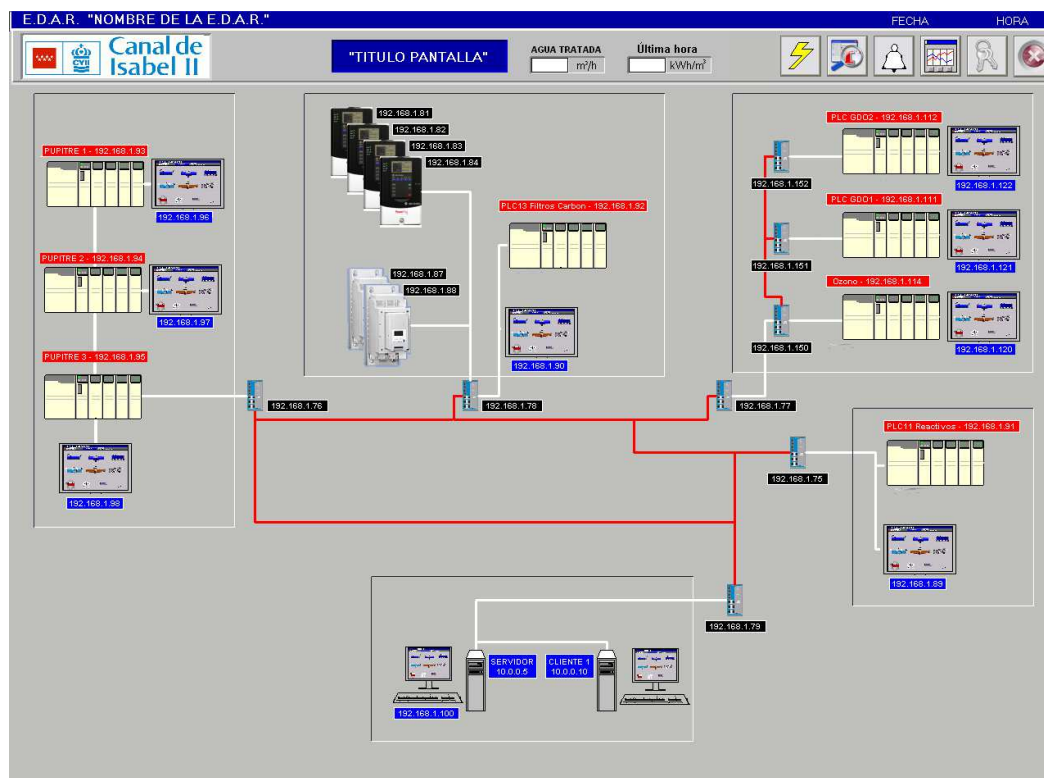 E.D.A.R. "NOMBRE DE LA E.D.A.R."
FECHA
HORA
Canal de
Isabel II
"TITULO PANTALLA"
AGUA TRATADA
m³/h
Última hora
kWh/m³
PUPITRE 1 - 192.168.1.93
192.168.1.96
PUPITRE 2 - 192.168.1.94
192.168.1.97
PUPITRE 3 - 192.168.1.95
192.168.1.98
192.168.1.76
192.168.1.81
192.168.1.82
192.168.1.83
192.168.1.84
PLC13 Filtros Carbon - 192.168.1.92
192.168.1.87
192.168.1.88
192.168.1.90
192.168.1.78
PLC GDO2 - 192.168.1.112
192.168.1.152
192.168.1.122
PLC GDO1 - 192.168.1.111
192.168.1.151
192.168.1.121
Ozono - 192.168.1.114
192.168.1.150
192.168.1.120
192.168.1.77
PLC11 Reactivos - 192.168.1.91
192.168.1.75
192.168.1.89
192.168.1.79
SERVIDOR
10.0.0.5
CLIENTE 1
10.0.0.10
192.168.1.100